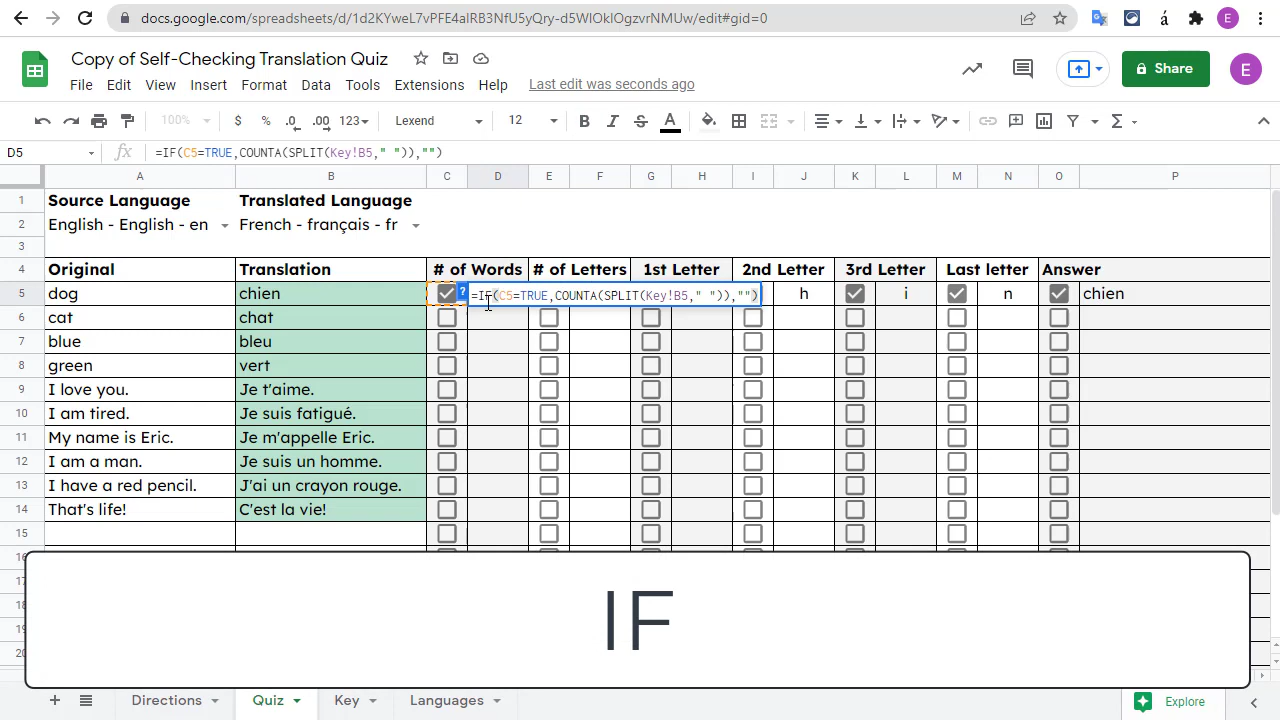 docs.google.com/spreadsheets/d/1d2KYweL7vPFE4alRB3NfU5yQry-d5WIOklOgzvrNMUw/edit#gid=0
E
Copy of Self-Checking Translation Quiz
File Edit View Insert Format Data Tools Extensions Help Last edit was seconds ago
Share
E
100% $ % .0 .00 123 Lexend 12 B I S A
D5 fx =IF(C5=TRUE,COUNTA(SPLIT(Key!B5," ")),"")
A B C D E F G H I J K L M N O P
1 Source Language Translated Language
2 English - English - en French - français - fr
3
4 Original Translation # of Words # of Letters 1st Letter 2nd Letter 3rd Letter Last letter Answer
5 dog chien ? =IF(C5=TRUE,COUNTA(SPLIT(Key!B5," ")),"") h i n chien
6 cat chat
7 blue bleu
8 green vert
9 I love you. Je t'aime.
10 I am tired. Je suis fatigué.
11 My name is Eric. Je m'appelle Eric.
12 I am a man. Je suis un homme.
13 I have a red pencil. J'ai un crayon rouge.
14 That's life! C'est la vie!
15
16
17
18
19
20
IF
Directions Quiz Key Languages Explore